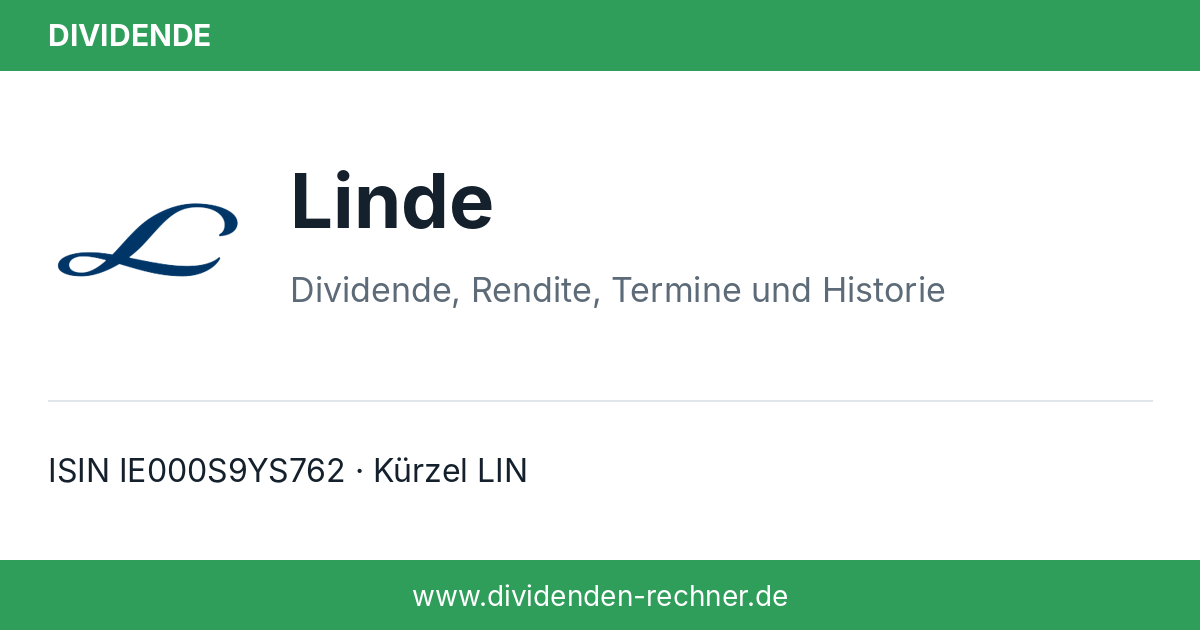 DIVIDENDE
Linde
Dividende, Rendite, Termine und Historie
ISIN IE000S9YS762 · Kürzel LIN
www.dividenden-rechner.de